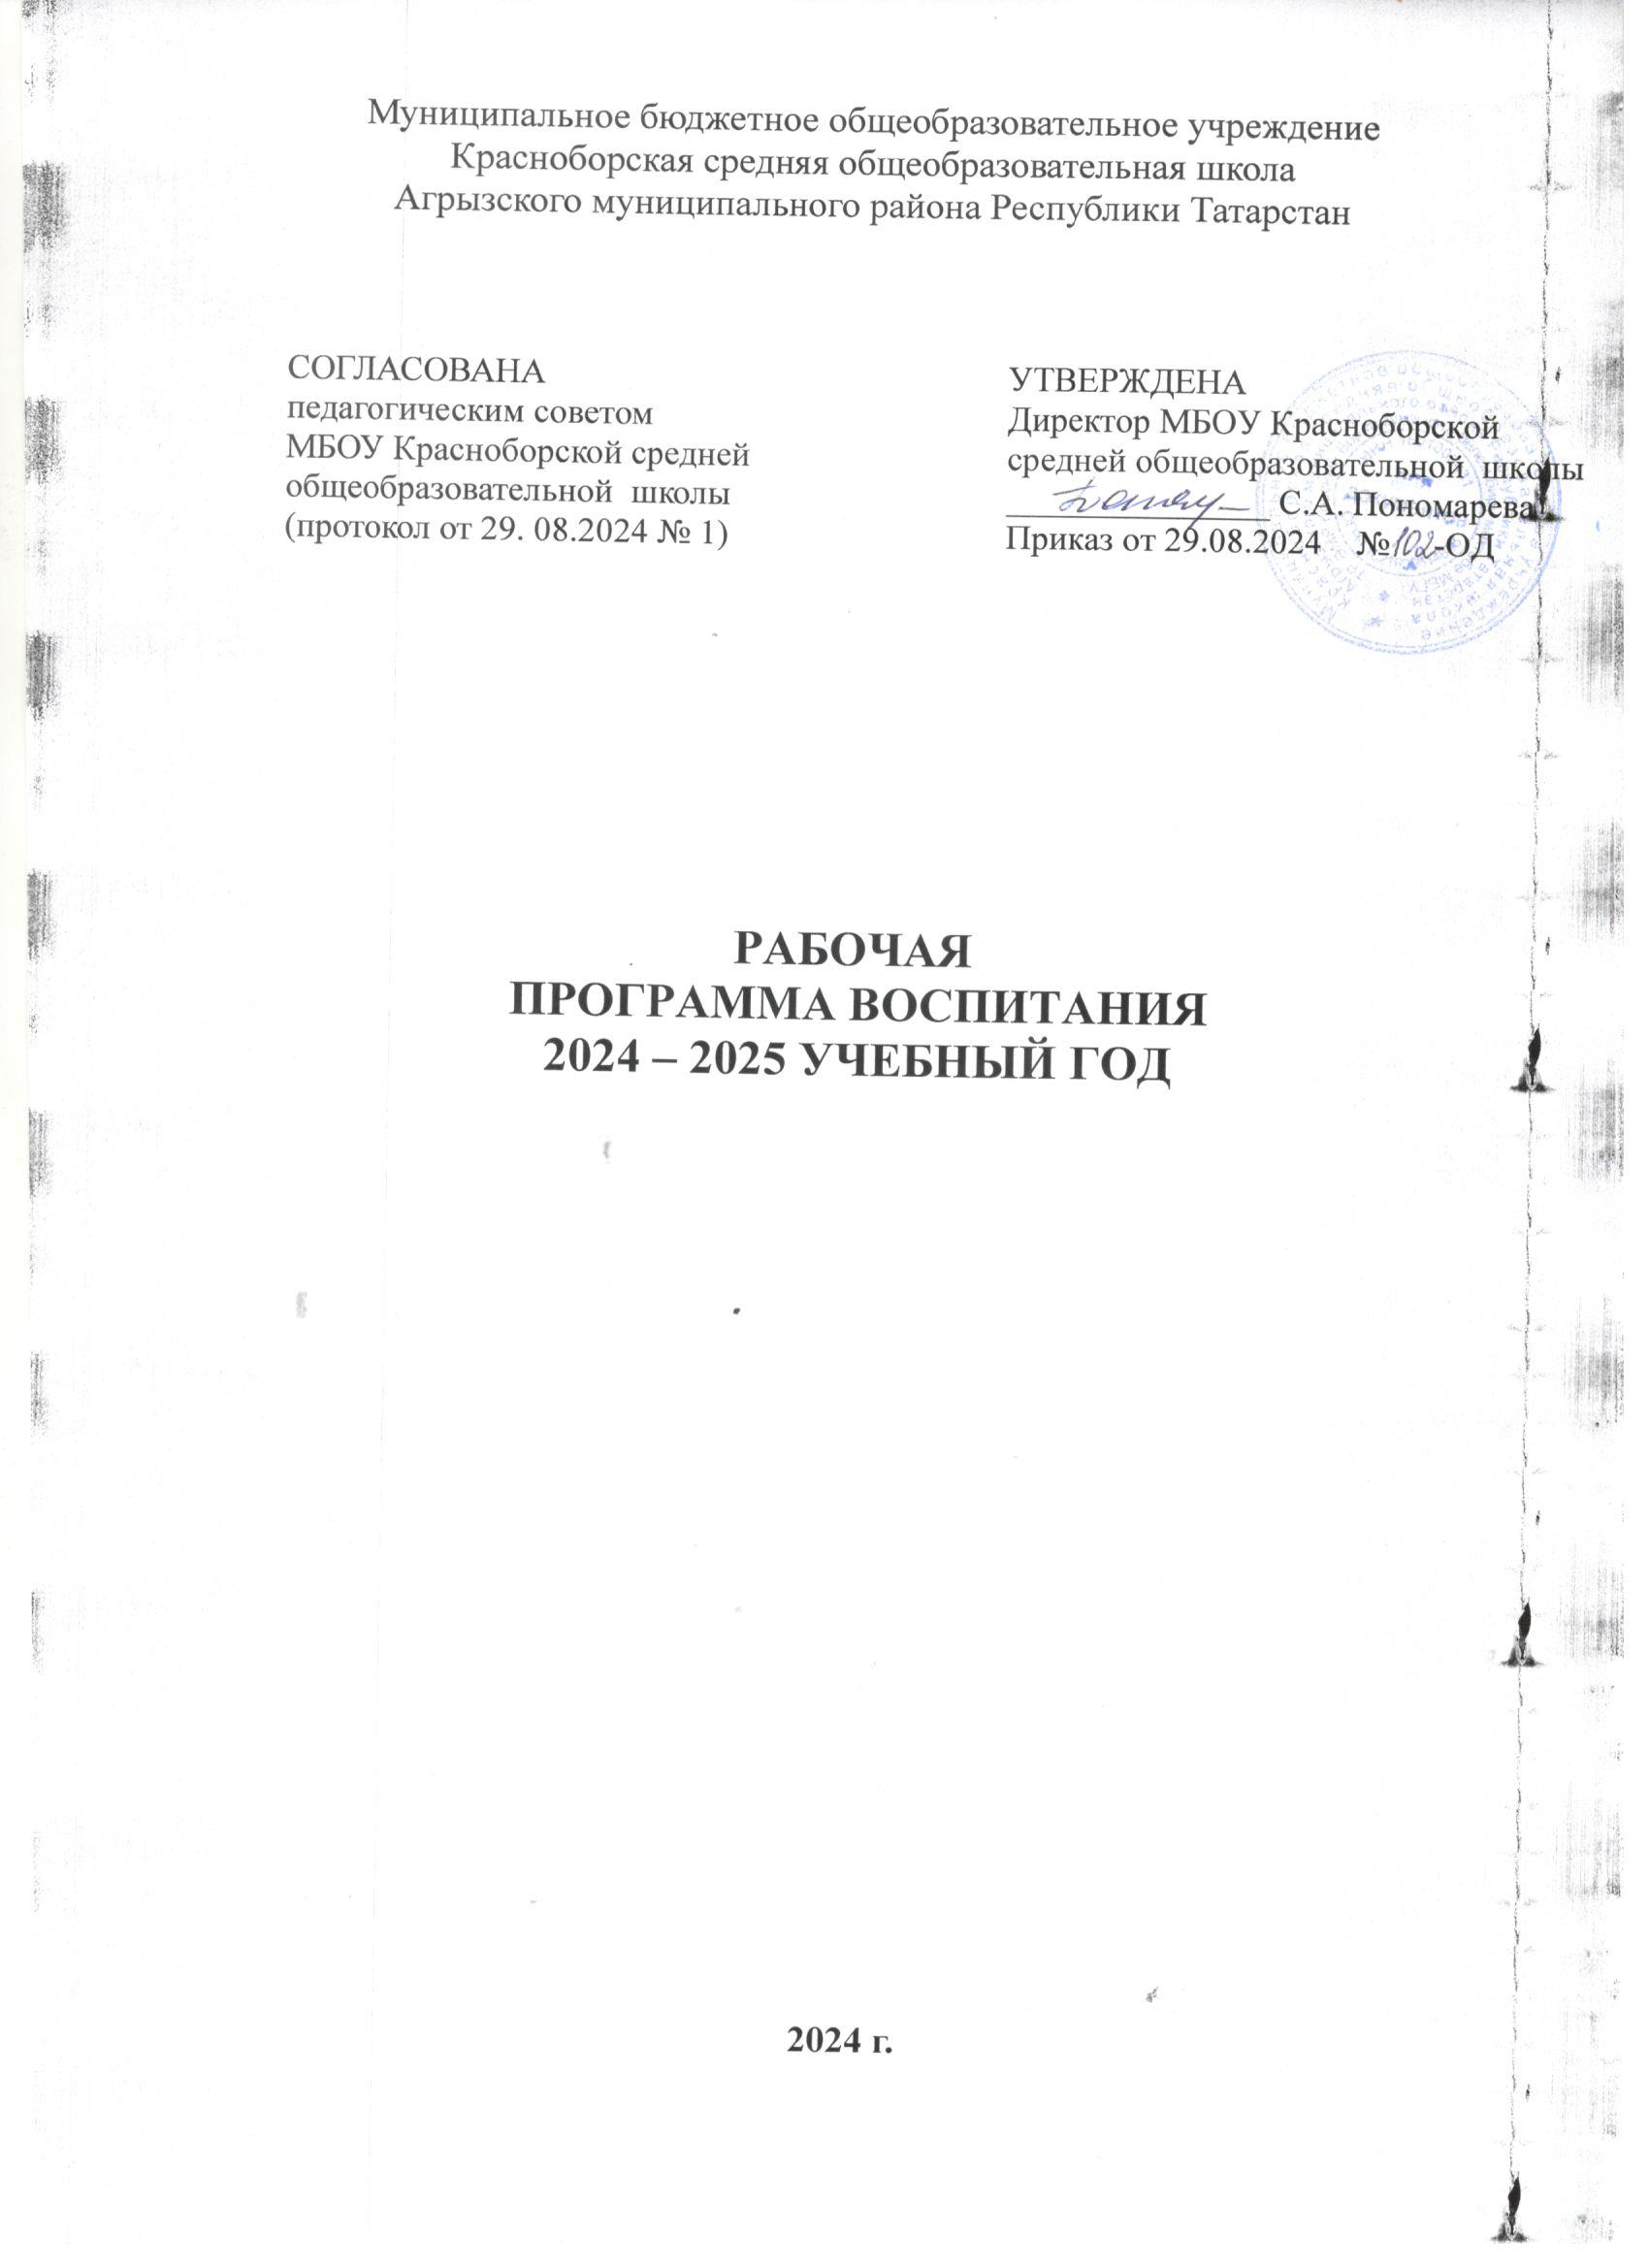 Муниципальное бюджетное общеобразовательное учреждение
Красноборская средняя общеобразовательная школа
Агрызского муниципального района Республики Татарстан
СОГЛАСОВАНА
педагогическим советом
МБОУ Красноборской средней
общеобразовательной школы
(протокол от 29. 08.2024 № 1)
УТВЕРЖДЕНА
Директор МБОУ Красноборской
средней общеобразовательной школы
С.А. Пономарева
Приказ от 29.08.2024 №102-ОД
РАБОЧАЯ
ПРОГРАММА ВОСПИТАНИЯ
2024 – 2025 УЧЕБНЫЙ ГОД
2024 г.